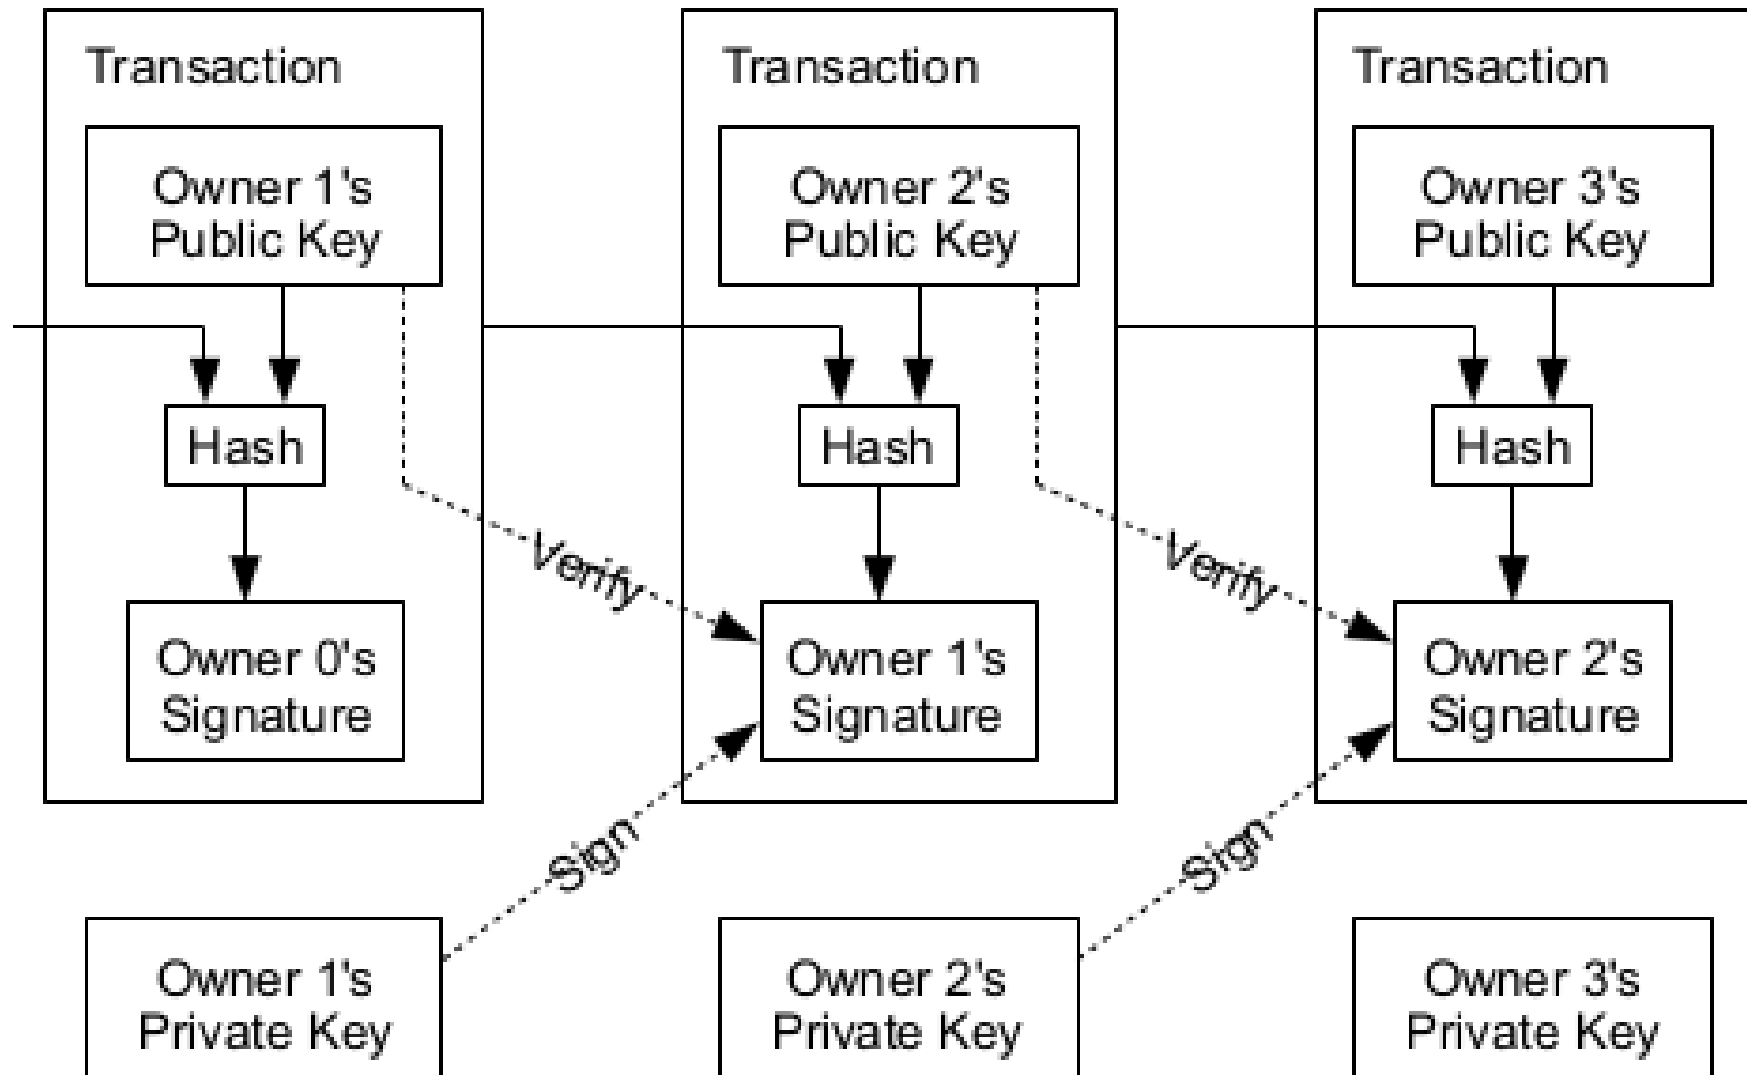 Transaction
Owner 1's
Public Key
Hash
Owner 0's
Signature
Transaction
Owner 2's
Public Key
Hash
Owner 1's
Signature
Transaction
Owner 3's
Public Key
Hash
Owner 2's
Signature
Verify
Verify
Sign
Sign
Owner 1's
Private Key
Owner 2's
Private Key
Owner 3's
Private Key